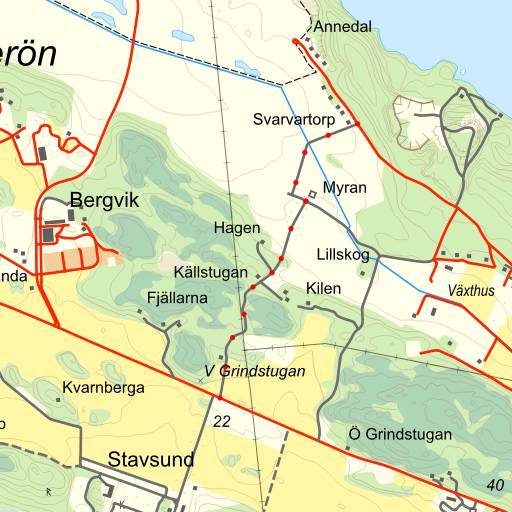 Annedal
erön
Svarvartorp
Myran
Bergvik
Hagen
Lillskog
Källstugan
nda
Kilen
Växthus
Fjällarna
V Grindstugan
Kvarnberga
22
Ö Grindstugan
Stavsund
40
R